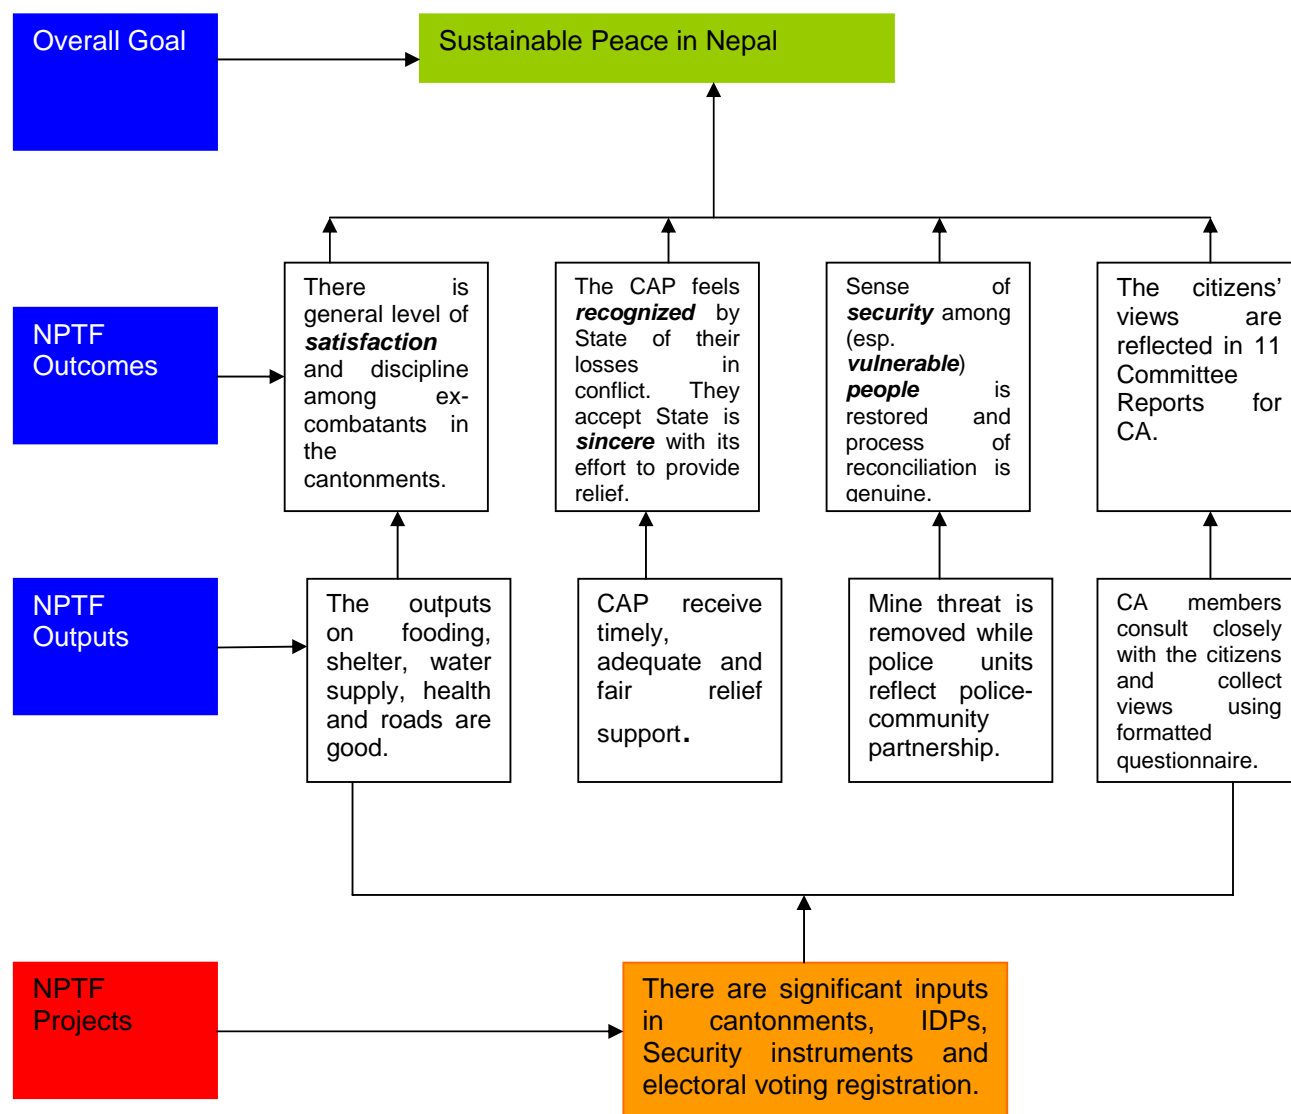 Overall Goal
Sustainable Peace in Nepal
NPTF
Outcomes
There is
general level of
satisfaction
and discipline
among ex-
combatants in
the
cantonments.
The CAP feels
recognized by
State of their
losses in
conflict. They
accept State is
sincere with its
effort to provide
relief.
Sense of
security among
(esp.
vulnerable)
people is
restored and
process of
reconciliation is
genuine.
The citizens’
views are
reflected in 11
Committee
Reports for
CA.
NPTF
Outputs
The outputs
on fooding,
shelter, water
supply, health
and roads are
good.
CAP receive
timely,
adequate and
fair relief
support.
Mine threat is
removed while
police units
reflect police-
community
partnership.
CA members
consult closely
with the citizens
and collect
views using
formatted
questionnaire.
NPTF
Projects
There are significant inputs
in cantonments, IDPs,
Security instruments and
electoral voting registration.